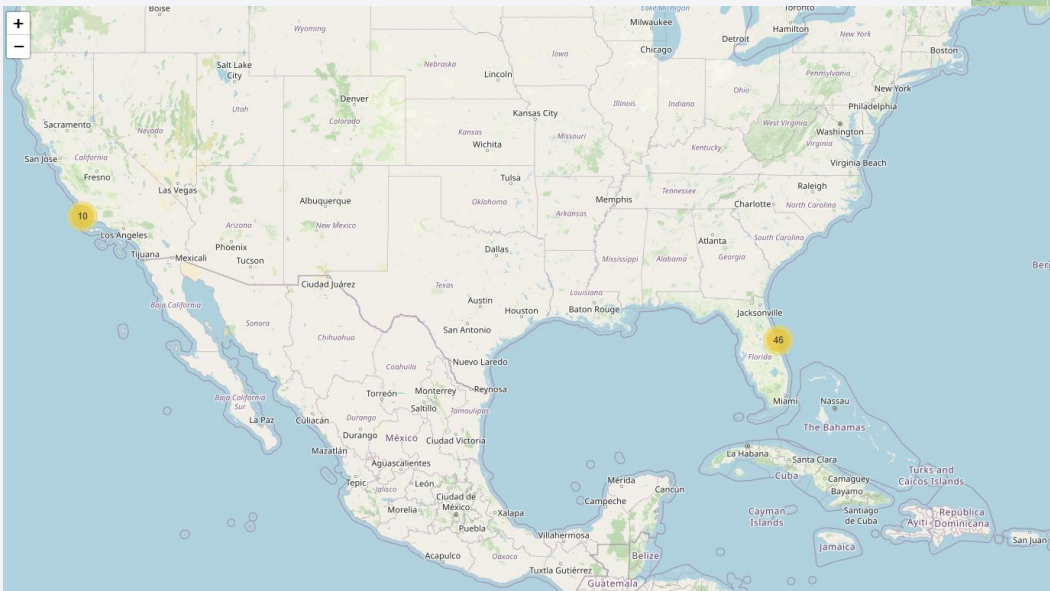 +
−
Boise
Wyoming
Lake Michigan
Milwaukee
Toronto
Hamilton
Detroit
Chicago
New York
Boston
Iowa
Nebraska
Salt Lake
City
Lincoln
Pennsylvania
New York
Ohio
Illinois
Indiana
Denver
Utah
Colorado
Kansas City
Philadelphia
Sacramento
Nevada
West Virginia
Washington
Kansas
Missouri
Virginia
Wichita
Kentucky
San Jose
California
Virginia Beach
Fresno
Las Vegas
Tulsa
Raleigh
Tennessee
Albuquerque
Oklahoma
Memphis
Charlotte
North Carolina
10
Arizona
New Mexico
Arkansas
Los Angeles
Phoenix
Dallas
Atlanta
South Carolina
Tijuana
Mexicali
Tucson
Mississippi
Alabama
Georgia
Ber
Ciudad Juárez
Texas
Louisiana
Baja California
Austin
Houston
Baton Rouge
Jacksonville
Sonora
San Antonio
Chihuahua
46
Florida
Nuevo Laredo
Coahuila
Baja California
Sur
Torreón
Monterrey
Reynosa
Saltillo
Tamaulipas
Miami
Nassau
La Paz
Culiacán
Durango
The Bahamas
Durango
México
Ciudad Victoria
Mazatlán
La Habana
Santa Clara
Aguascalientes
Cuba
Camaguey
Turks and
Caicos Islands
Tepic
Jalisco
León
Mérida
Cancún
Bayamo
Ciudad de
México
Campeche
Morelia
Xalapa
Cayman
Islands
Santiago
de Cuba
Ayiti
República
Dominicana
Puebla
Villahermosa
San Juan
Acapulco
Oaxaca
Belize
Jamaica
Tuxtla Gutiérrez
Guatemala